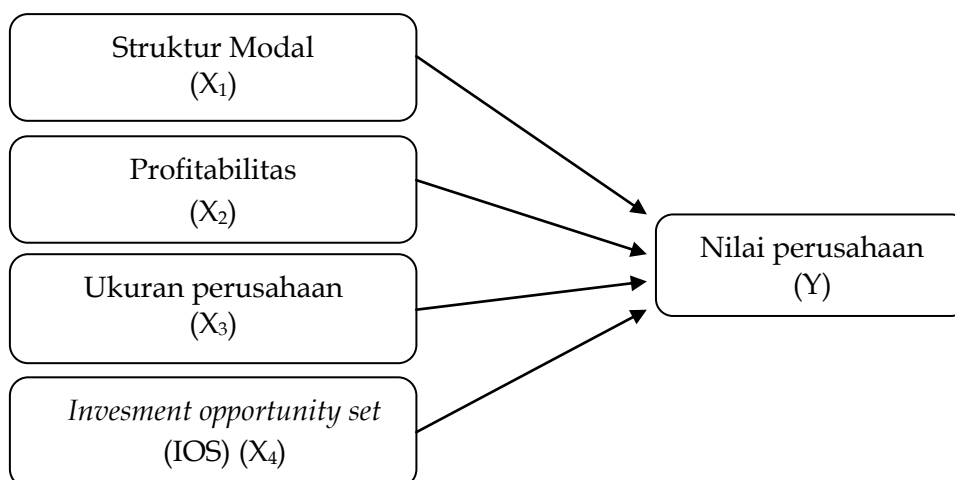 Struktur Modal
(X₁)
Profitabilitas
(X₂)
Ukuran perusahaan
(X₃)
Invesment opportunity set
(IOS) (X₄)
Nilai perusahaan
(Y)